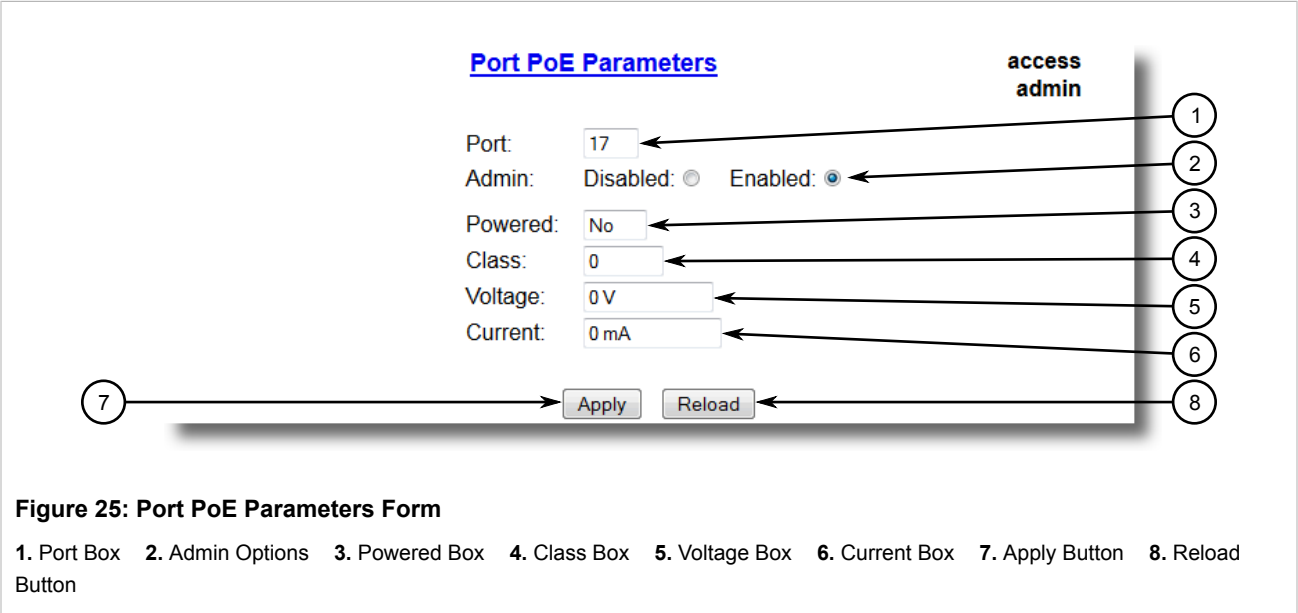 Port PoE Parameters
access
admin
Port: 17
Admin: Disabled: Enabled:
Powered: No
Class: 0
Voltage: 0 V
Current: 0 mA
Apply Reload
1
2
3
4
5
6
7
8
Figure 25: Port PoE Parameters Form
1. Port Box 2. Admin Options 3. Powered Box 4. Class Box 5. Voltage Box 6. Current Box 7. Apply Button 8. Reload
Button